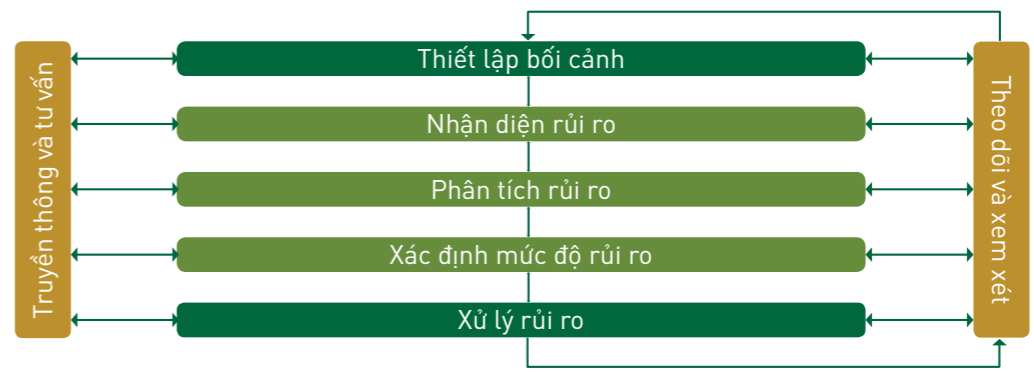 Truyền thông và tư vấn
Thiết lập bối cảnh
Nhận diện rủi ro
Phân tích rủi ro
Xác định mức độ rủi ro
Xử lý rủi ro
Theo dõi và xem xét